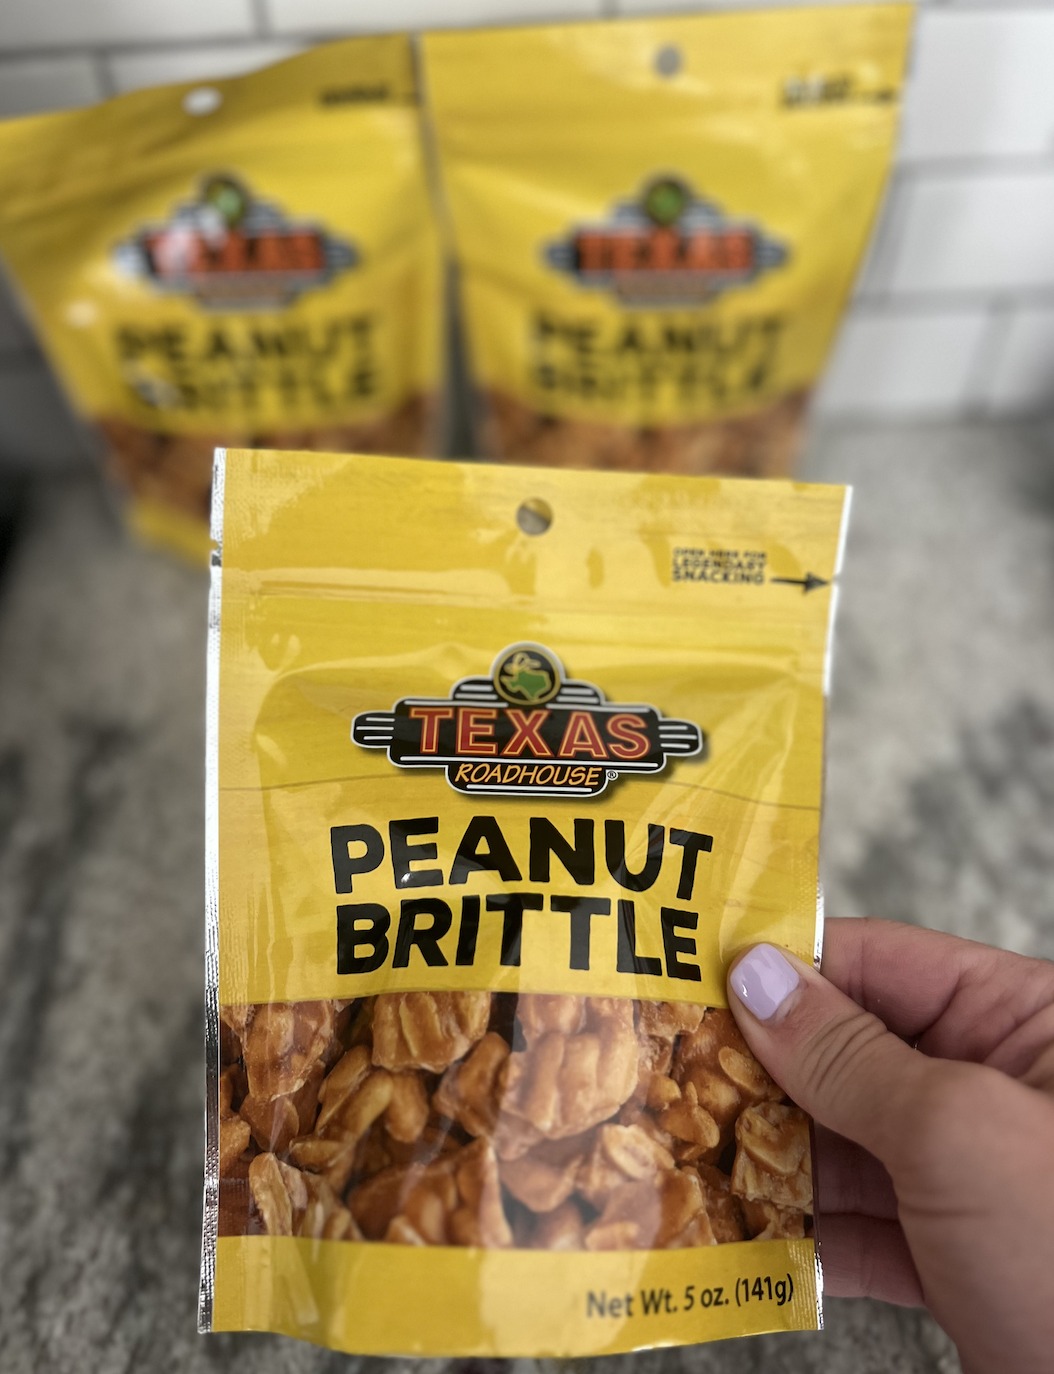 TEXAS
PEANUT
BRITTLE
TEXAS
PEANUT
BRITTLE
OPEN HERE FOR
LEGENDARY
SNACKING
TEXAS
ROADHOUSE®
PEANUT
BRITTLE
Net Wt. 5 oz. (141g)